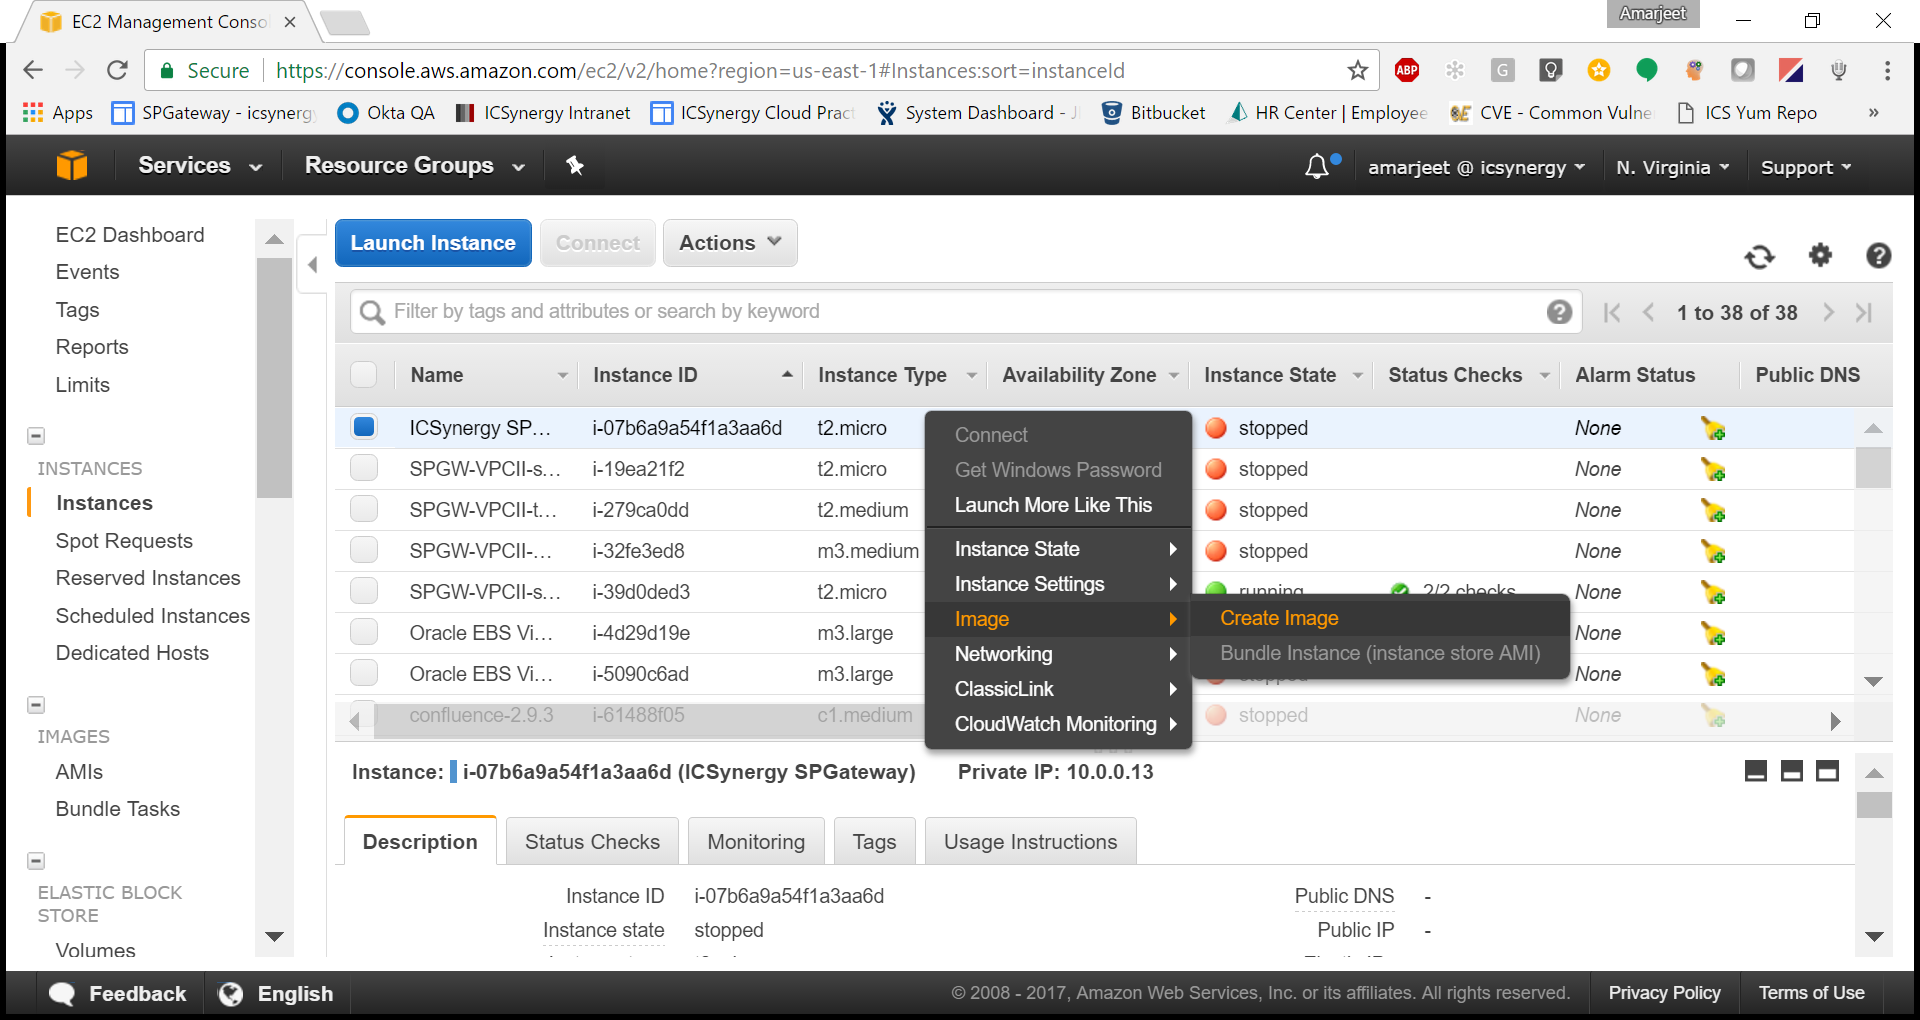 EC2 Management Conso
Amarjeet
Secure
https://console.aws.amazon.com/ec2/v2/home?region=us-east-1#Instances:sort=instanceId
ABP
G
Apps
SPGateway - icsynerg
Okta QA
ICSynergy Intranet
ICSynergy Cloud Pract
System Dashboard - J
Bitbucket
HR Center | Employee
CVE - Common Vulne
ICS Yum Repo
»
Services
Resource Groups
amarjeet @ icsynergy
N. Virginia
Support
EC2 Dashboard
Events
Tags
Reports
Limits
INSTANCES
Instances
Spot Requests
Reserved Instances
Scheduled Instances
Dedicated Hosts
IMAGES
AMIs
Bundle Tasks
ELASTIC BLOCK
STORE
Volumes
Launch Instance
Connect
Actions
Filter by tags and attributes or search by keyword
1 to 38 of 38
Name Instance ID Instance Type Availability Zone Instance State Status Checks Alarm Status Public DNS
ICSynergy SP... i-07b6a9a54f1a3aa6d t2.micro stopped None
SPGW-VPCII-s... i-19ea21f2 t2.micro stopped None
SPGW-VPCII-t... i-279ca0dd t2.medium stopped None
SPGW-VPCII-... i-32fe3ed8 m3.medium stopped None
SPGW-VPCII-s... i-39d0ded3 t2.micro running 2/2 checks None
Oracle EBS Vi... i-4d29d19e m3.large None
Oracle EBS Vi... i-5090c6ad m3.large stopped None
confluence-2.9.3 i-61488f05 c1.medium stopped None
Connect
Get Windows Password
Launch More Like This
Instance State
Instance Settings
Image
Networking
ClassicLink
CloudWatch Monitoring
Create Image
Bundle Instance (instance store AMI)
Instance: i-07b6a9a54f1a3aa6d (ICSynergy SPGateway) Private IP: 10.0.0.13
Description
Status Checks
Monitoring
Tags
Usage Instructions
Instance ID i-07b6a9a54f1a3aa6d
Public DNS -
Instance state stopped
Public IP -
Feedback
English
© 2008 - 2017, Amazon Web Services, Inc. or its affiliates. All rights reserved.
Privacy Policy
Terms of Use